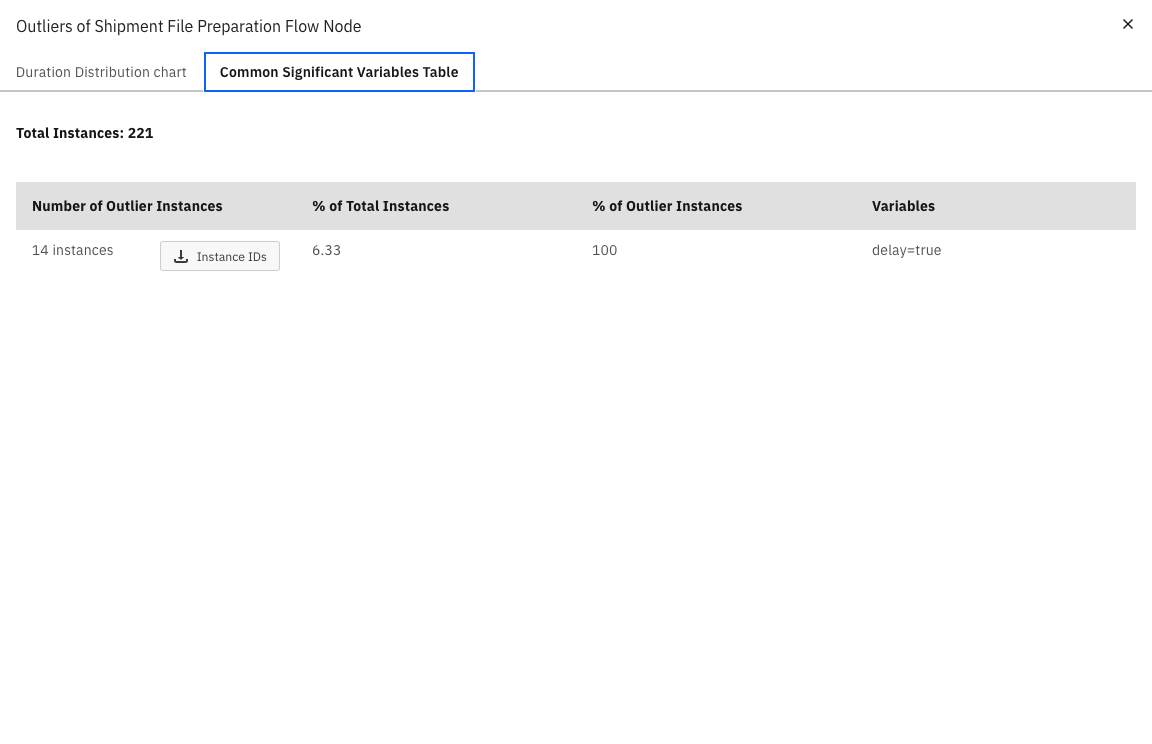 Outliers of Shipment File Preparation Flow Node
Duration Distribution chart
Common Significant Variables Table
Total Instances: 221
Number of Outlier Instances % of Total Instances % of Outlier Instances Variables
14 instances Instance IDs 6.33 100 delay=true